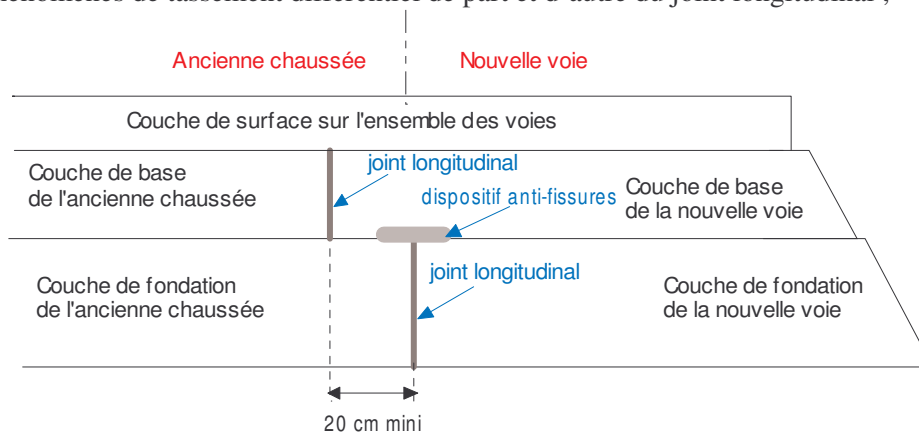 phénomènes de tassement différentiel de part et d'autre du joint longitudinal ;
Ancienne chaussée
Nouvelle voie
Couche de surface sur l'ensemble des voies
joint longitudinal
Couche de base
de l'ancienne chaussée
dispositif anti-fissures
Couche de base
de la nouvelle voie
joint longitudinal
Couche de fondation
de l'ancienne chaussée
Couche de fondation
de la nouvelle voie
20 cm mini